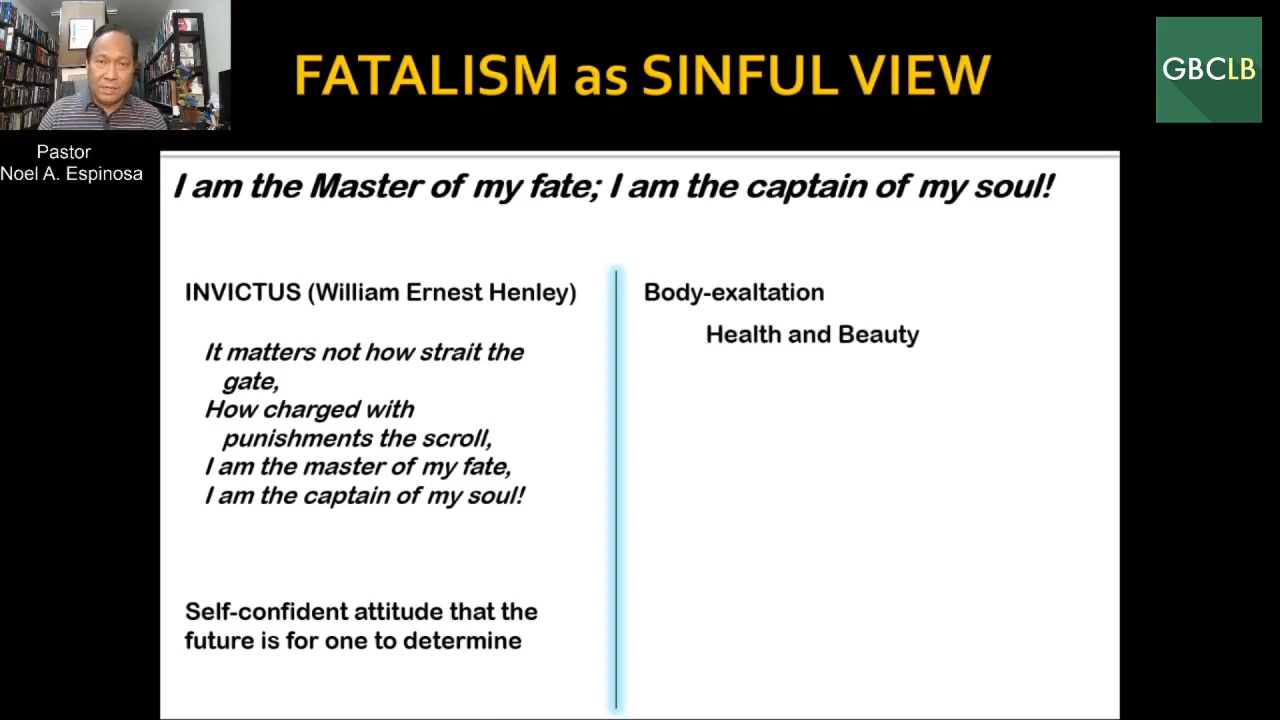 FATALISM as SINFUL VIEW
GBCLB
Pastor
Noel A. Espinosa
I am the Master of my fate; I am the captain of my soul!
INVICTUS (William Ernest Henley)
It matters not how strait the
gate,
How charged with
punishments the scroll,
I am the master of my fate,
I am the captain of my soul!
Self-confident attitude that the
future is for one to determine
Body-exaltation
Health and Beauty